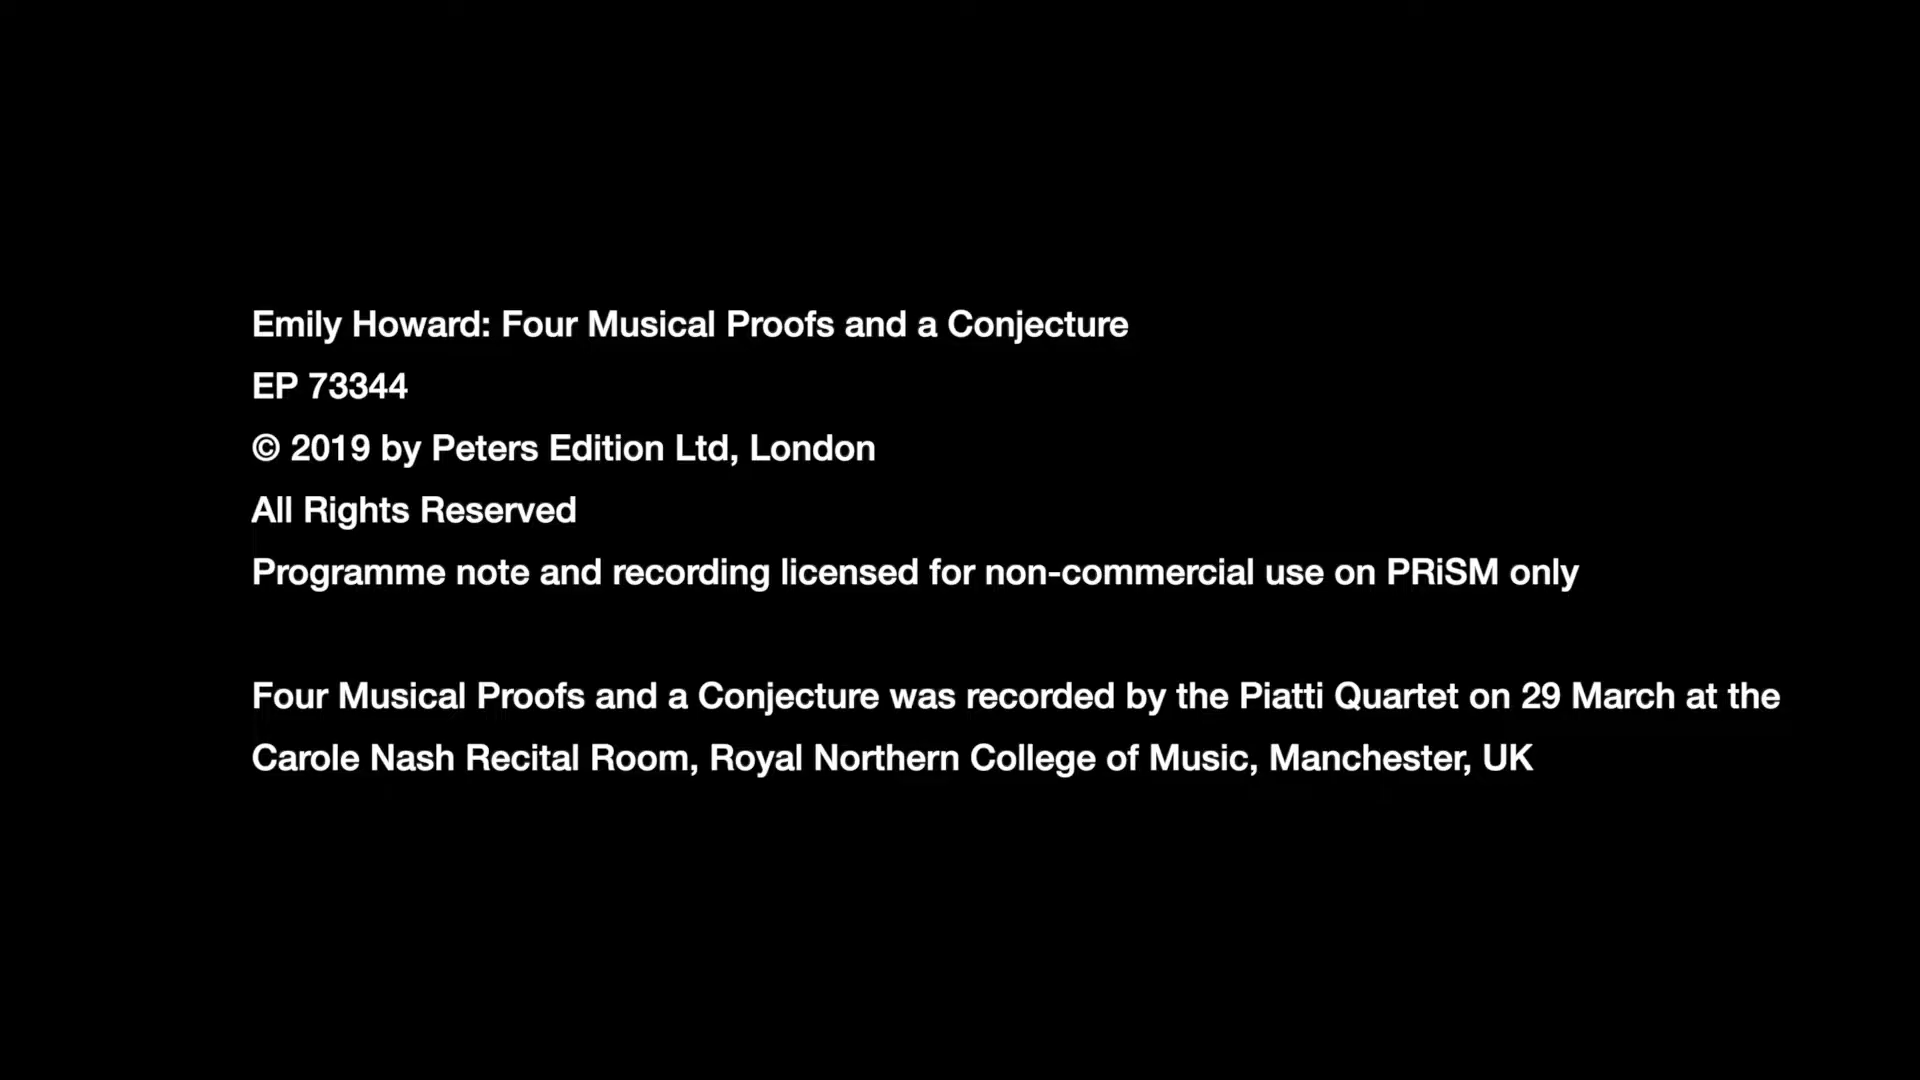 Emily Howard: Four Musical Proofs and a Conjecture
EP 73344
© 2019 by Peters Edition Ltd, London
All Rights Reserved
Programme note and recording licensed for non-commercial use on PRiSM only
Four Musical Proofs and a Conjecture was recorded by the Piatti Quartet on 29 March at the
Carole Nash Recital Room, Royal Northern College of Music, Manchester, UK